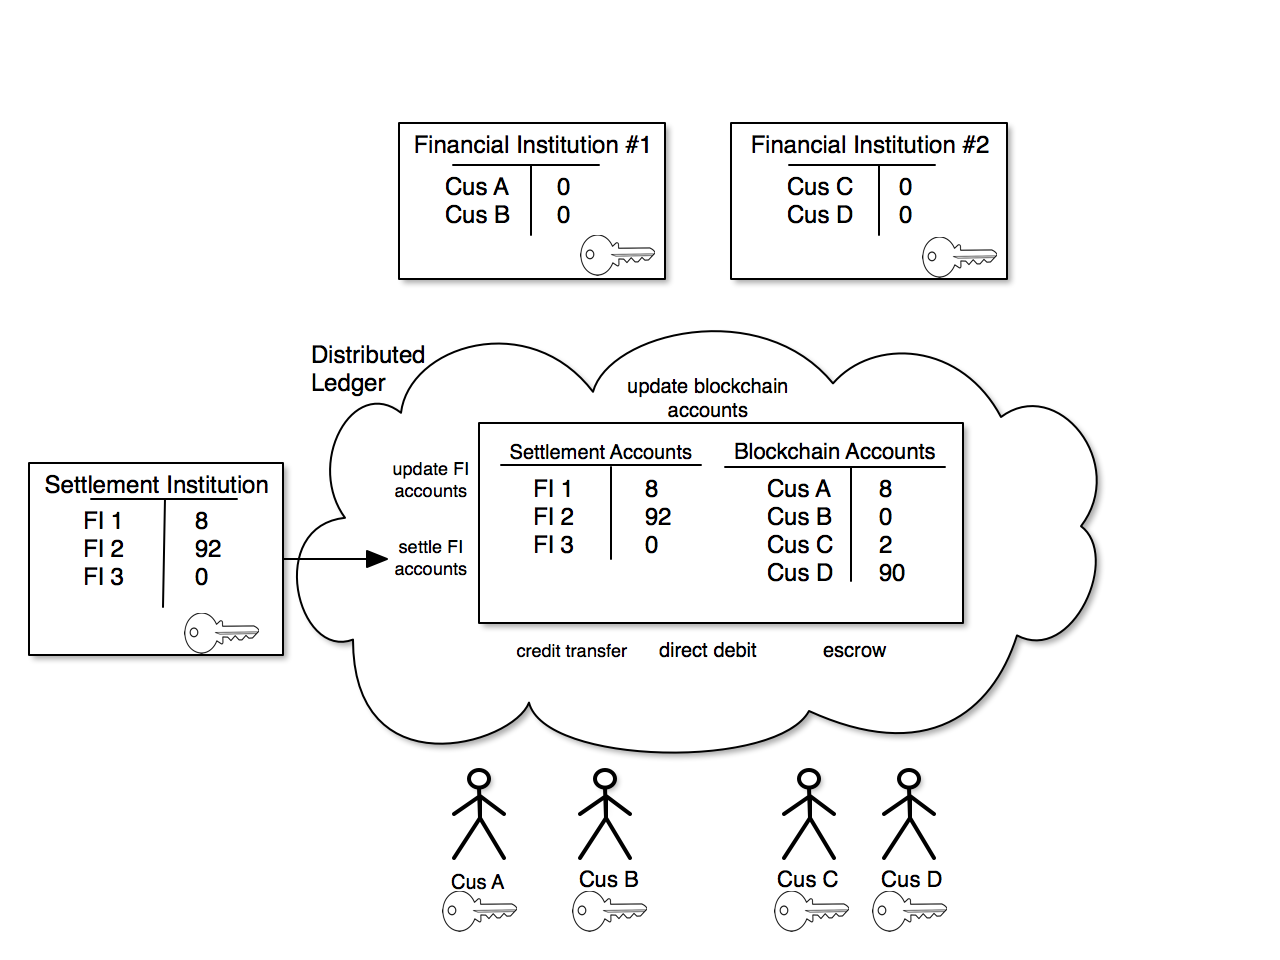 Financial Institution #1
Cus A 0
Cus B 0
Financial Institution #2
Cus C 0
Cus D 0
Distributed
Ledger
update blockchain
accounts
Settlement Institution
FI 1 8
FI 2 92
FI 3 0
update FI
accounts
settle FI
accounts
Settlement Accounts
FI 1 8
FI 2 92
FI 3 0
Blockchain Accounts
Cus A 8
Cus B 0
Cus C 2
Cus D 90
credit transfer
direct debit
escrow
Cus A
Cus B
Cus C
Cus D